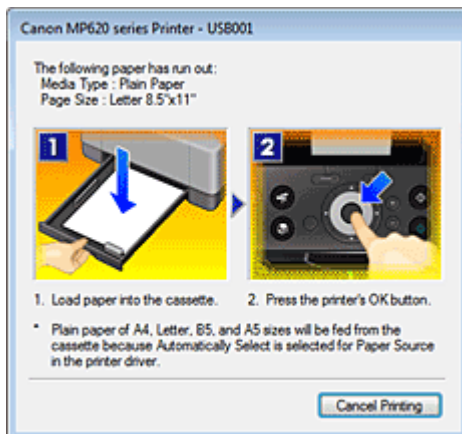 Canon MP620 series Printer - USB001
The following paper has run out:
Media Type : Plain Paper
Page Size : Letter 8.5"x11"
1
2
1. Load paper into the cassette.
2. Press the printer's OK button.
* Plain paper of A4, Letter, B5, and A5 sizes will be fed from the
cassette because Automatically Select is selected for Paper Source
in the printer driver.
Cancel Printing